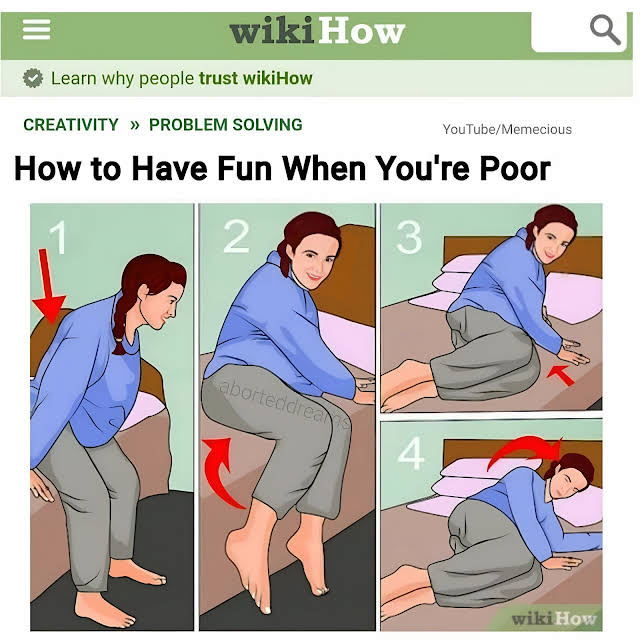 wikiHow
Learn why people trust wikiHow
CREATIVITY » PROBLEM SOLVING
YouTube/Memecious
How to Have Fun When You're Poor
1
2
3
aborteddreams
4
wikiHow